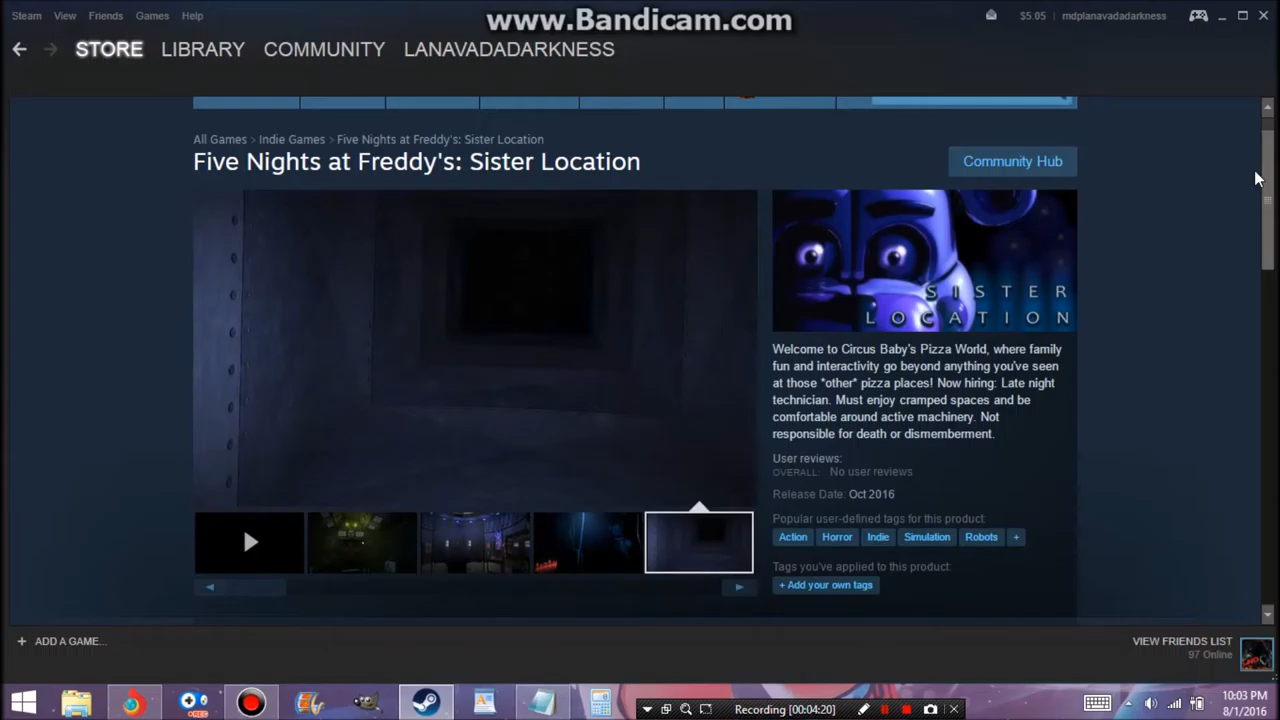 www.Bandicam.com
Steam View Friends Games Help
$5.05 mdplanavadadarkness
STORE LIBRARY COMMUNITY LANAVADADARKNESS
All Games > Indie Games > Five Nights at Freddy's: Sister Location
Five Nights at Freddy's: Sister Location
Community Hub
SISTER
LOCATION
Welcome to Circus Baby's Pizza World, where family
fun and interactivity go beyond anything you've seen
at those *other* pizza places! Now hiring: Late night
technician. Must enjoy cramped spaces and be
comfortable around active machinery. Not
responsible for death or dismemberment.
User reviews:
OVERALL: No user reviews
Release Date: Oct 2016
Popular user-defined tags for this product:
Action Horror Indie Simulation Robots +
Tags you've applied to this product:
+ Add your own tags
+ ADD A GAME...
VIEW FRIENDS LIST
97 Online
Recording [00:04:20]
10:03 PM
8/1/2016